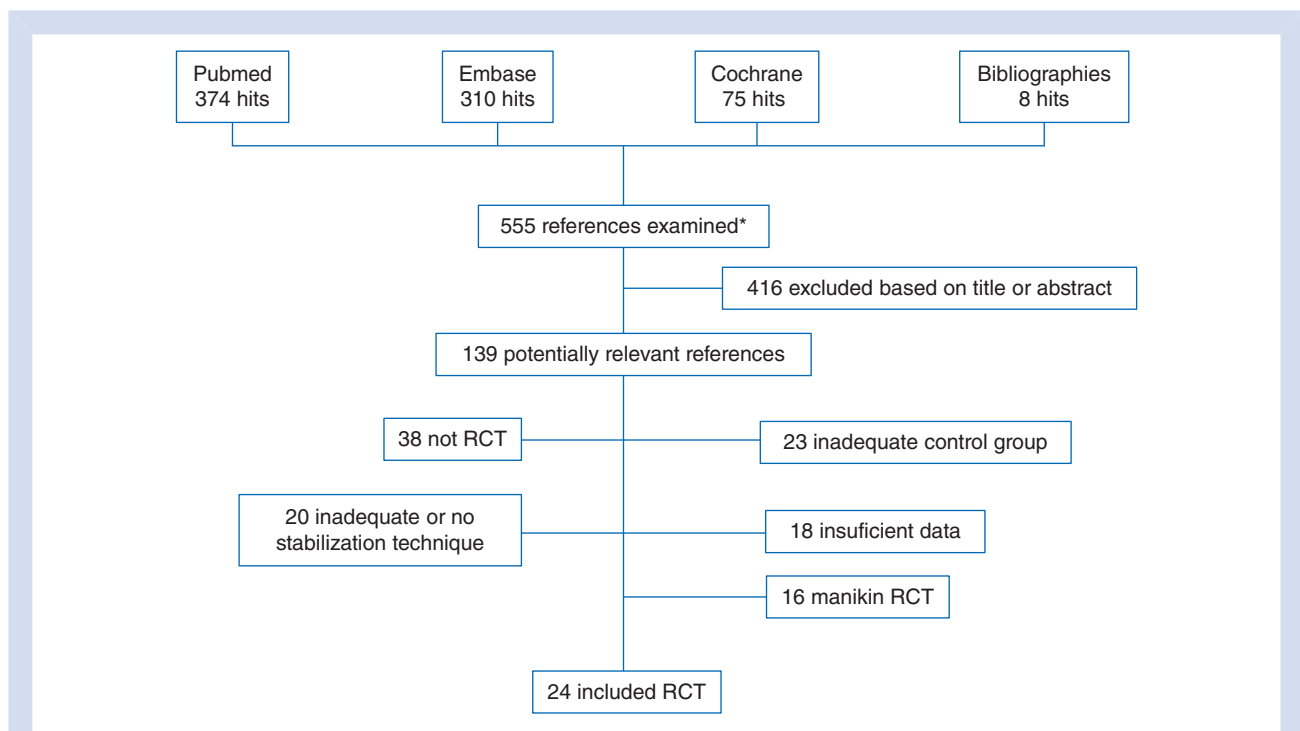 Pubmed
374 hits
Embase
310 hits
Cochrane
75 hits
Bibliographies
8 hits
555 references examined*
416 excluded based on title or abstract
139 potentially relevant references
38 not RCT
23 inadequate control group
20 inadequate or no
stabilization technique
18 insuficient data
16 manikin RCT
24 included RCT